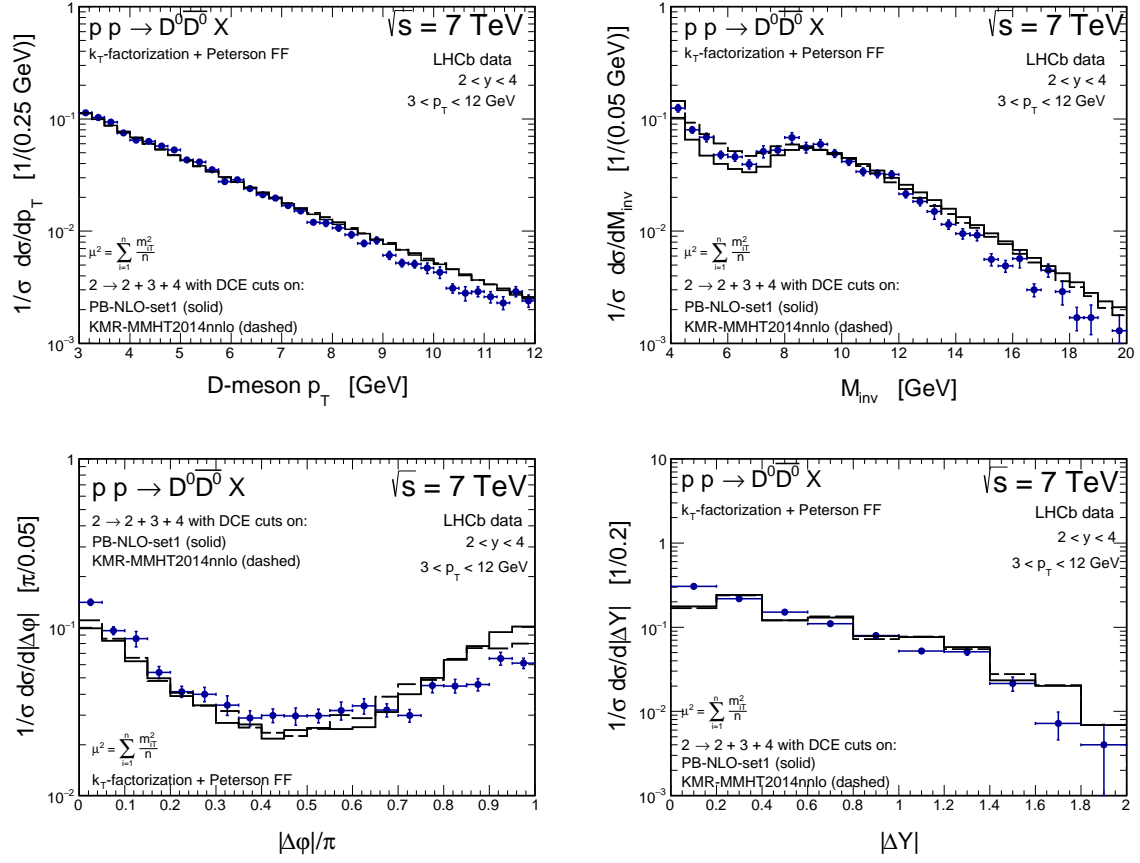 p p → D⁰D̅⁰ X √s = 7 TeV
k_T-factorization + Peterson FF
LHCb data
2 < y < 4
3 < p_T < 12 GeV
μ² = Σ_{i=1}^{n} m²_{iT}/n
2 → 2 + 3 + 4 with DCE cuts on:
PB-NLO-set1 (solid)
KMR-MMHT2014nnlo (dashed)
1/σ dσ/dp_T [1/(0.25 GeV)]
1
10⁻¹
10⁻²
10⁻³
3 4 5 6 7 8 9 10 11 12
D-meson p_T [GeV]
p p → D⁰D̅⁰ X √s = 7 TeV
k_T-factorization + Peterson FF
LHCb data
2 < y < 4
3 < p_T < 12 GeV
μ² = Σ_{i=1}^{n} m²_{iT}/n
2 → 2 + 3 + 4 with DCE cuts on:
PB-NLO-set1 (solid)
KMR-MMHT2014nnlo (dashed)
1/σ dσ/dM_inv [1/(0.05 GeV)]
1
10⁻¹
10⁻²
10⁻³
4 6 8 10 12 14 16 18 20
M_inv [GeV]
p p → D⁰D̅⁰ X √s = 7 TeV
2 → 2 + 3 + 4 with DCE cuts on:
PB-NLO-set1 (solid)
KMR-MMHT2014nnlo (dashed)
LHCb data
2 < y < 4
3 < p_T < 12 GeV
μ² = Σ_{i=1}^{n} m²_{iT}/n
k_T-factorization + Peterson FF
1/σ dσ/d|Δφ| [π/0.05]
1
10⁻¹
10⁻²
0 0.1 0.2 0.3 0.4 0.5 0.6 0.7 0.8 0.9 1
|Δφ|/π
p p → D⁰D̅⁰ X √s = 7 TeV
k_T-factorization + Peterson FF
LHCb data
2 < y < 4
3 < p_T < 12 GeV
μ² = Σ_{i=1}^{n} m²_{iT}/n
2 → 2 + 3 + 4 with DCE cuts on:
PB-NLO-set1 (solid)
KMR-MMHT2014nnlo (dashed)
1/σ dσ/d|ΔY| [1/0.2]
10
1
10⁻¹
10⁻²
10⁻³
0 0.2 0.4 0.6 0.8 1 1.2 1.4 1.6 1.8 2
|ΔY|